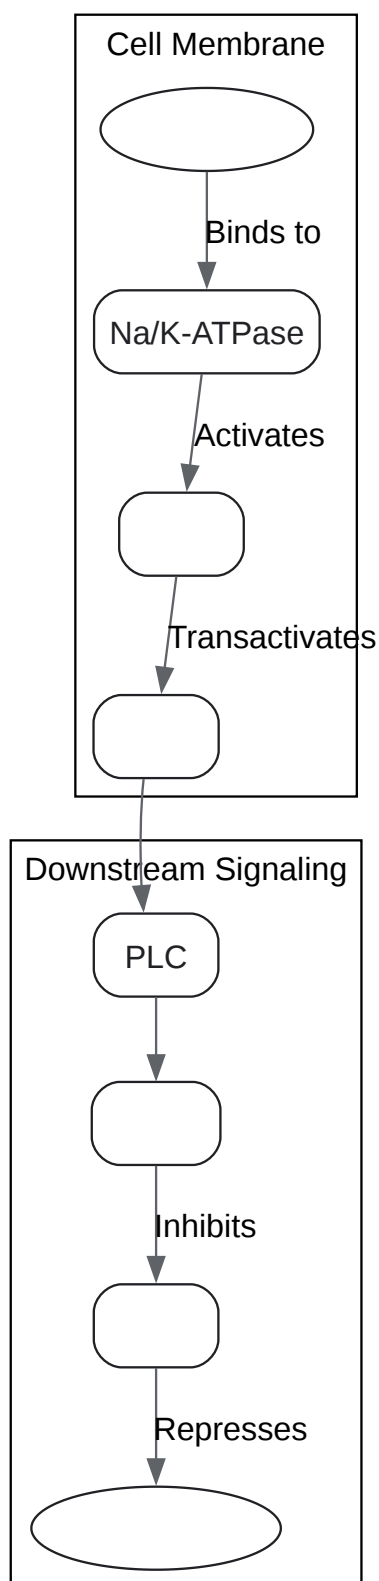 Cell Membrane
Binds to
Na/K-ATPase
Activates
Transactivates
Downstream Signaling
PLC
Inhibits
Represses